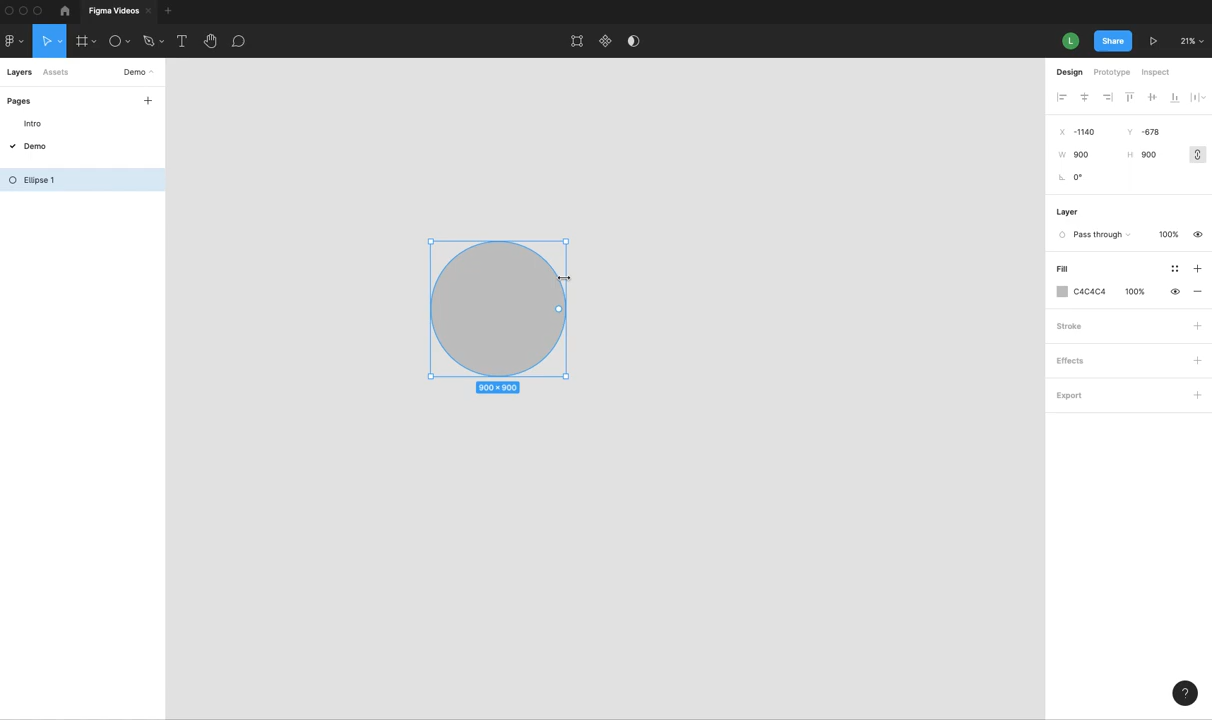 Figma Videos
L
Share
21%
Layers Assets Demo
Design Prototype Inspect
Pages
Intro
Demo
Ellipse 1
X -1140 Y -678
W 900 H 900
0°
Layer
Pass through 100%
Fill
C4C4C4 100%
Stroke
Effects
Export
900 × 900
?